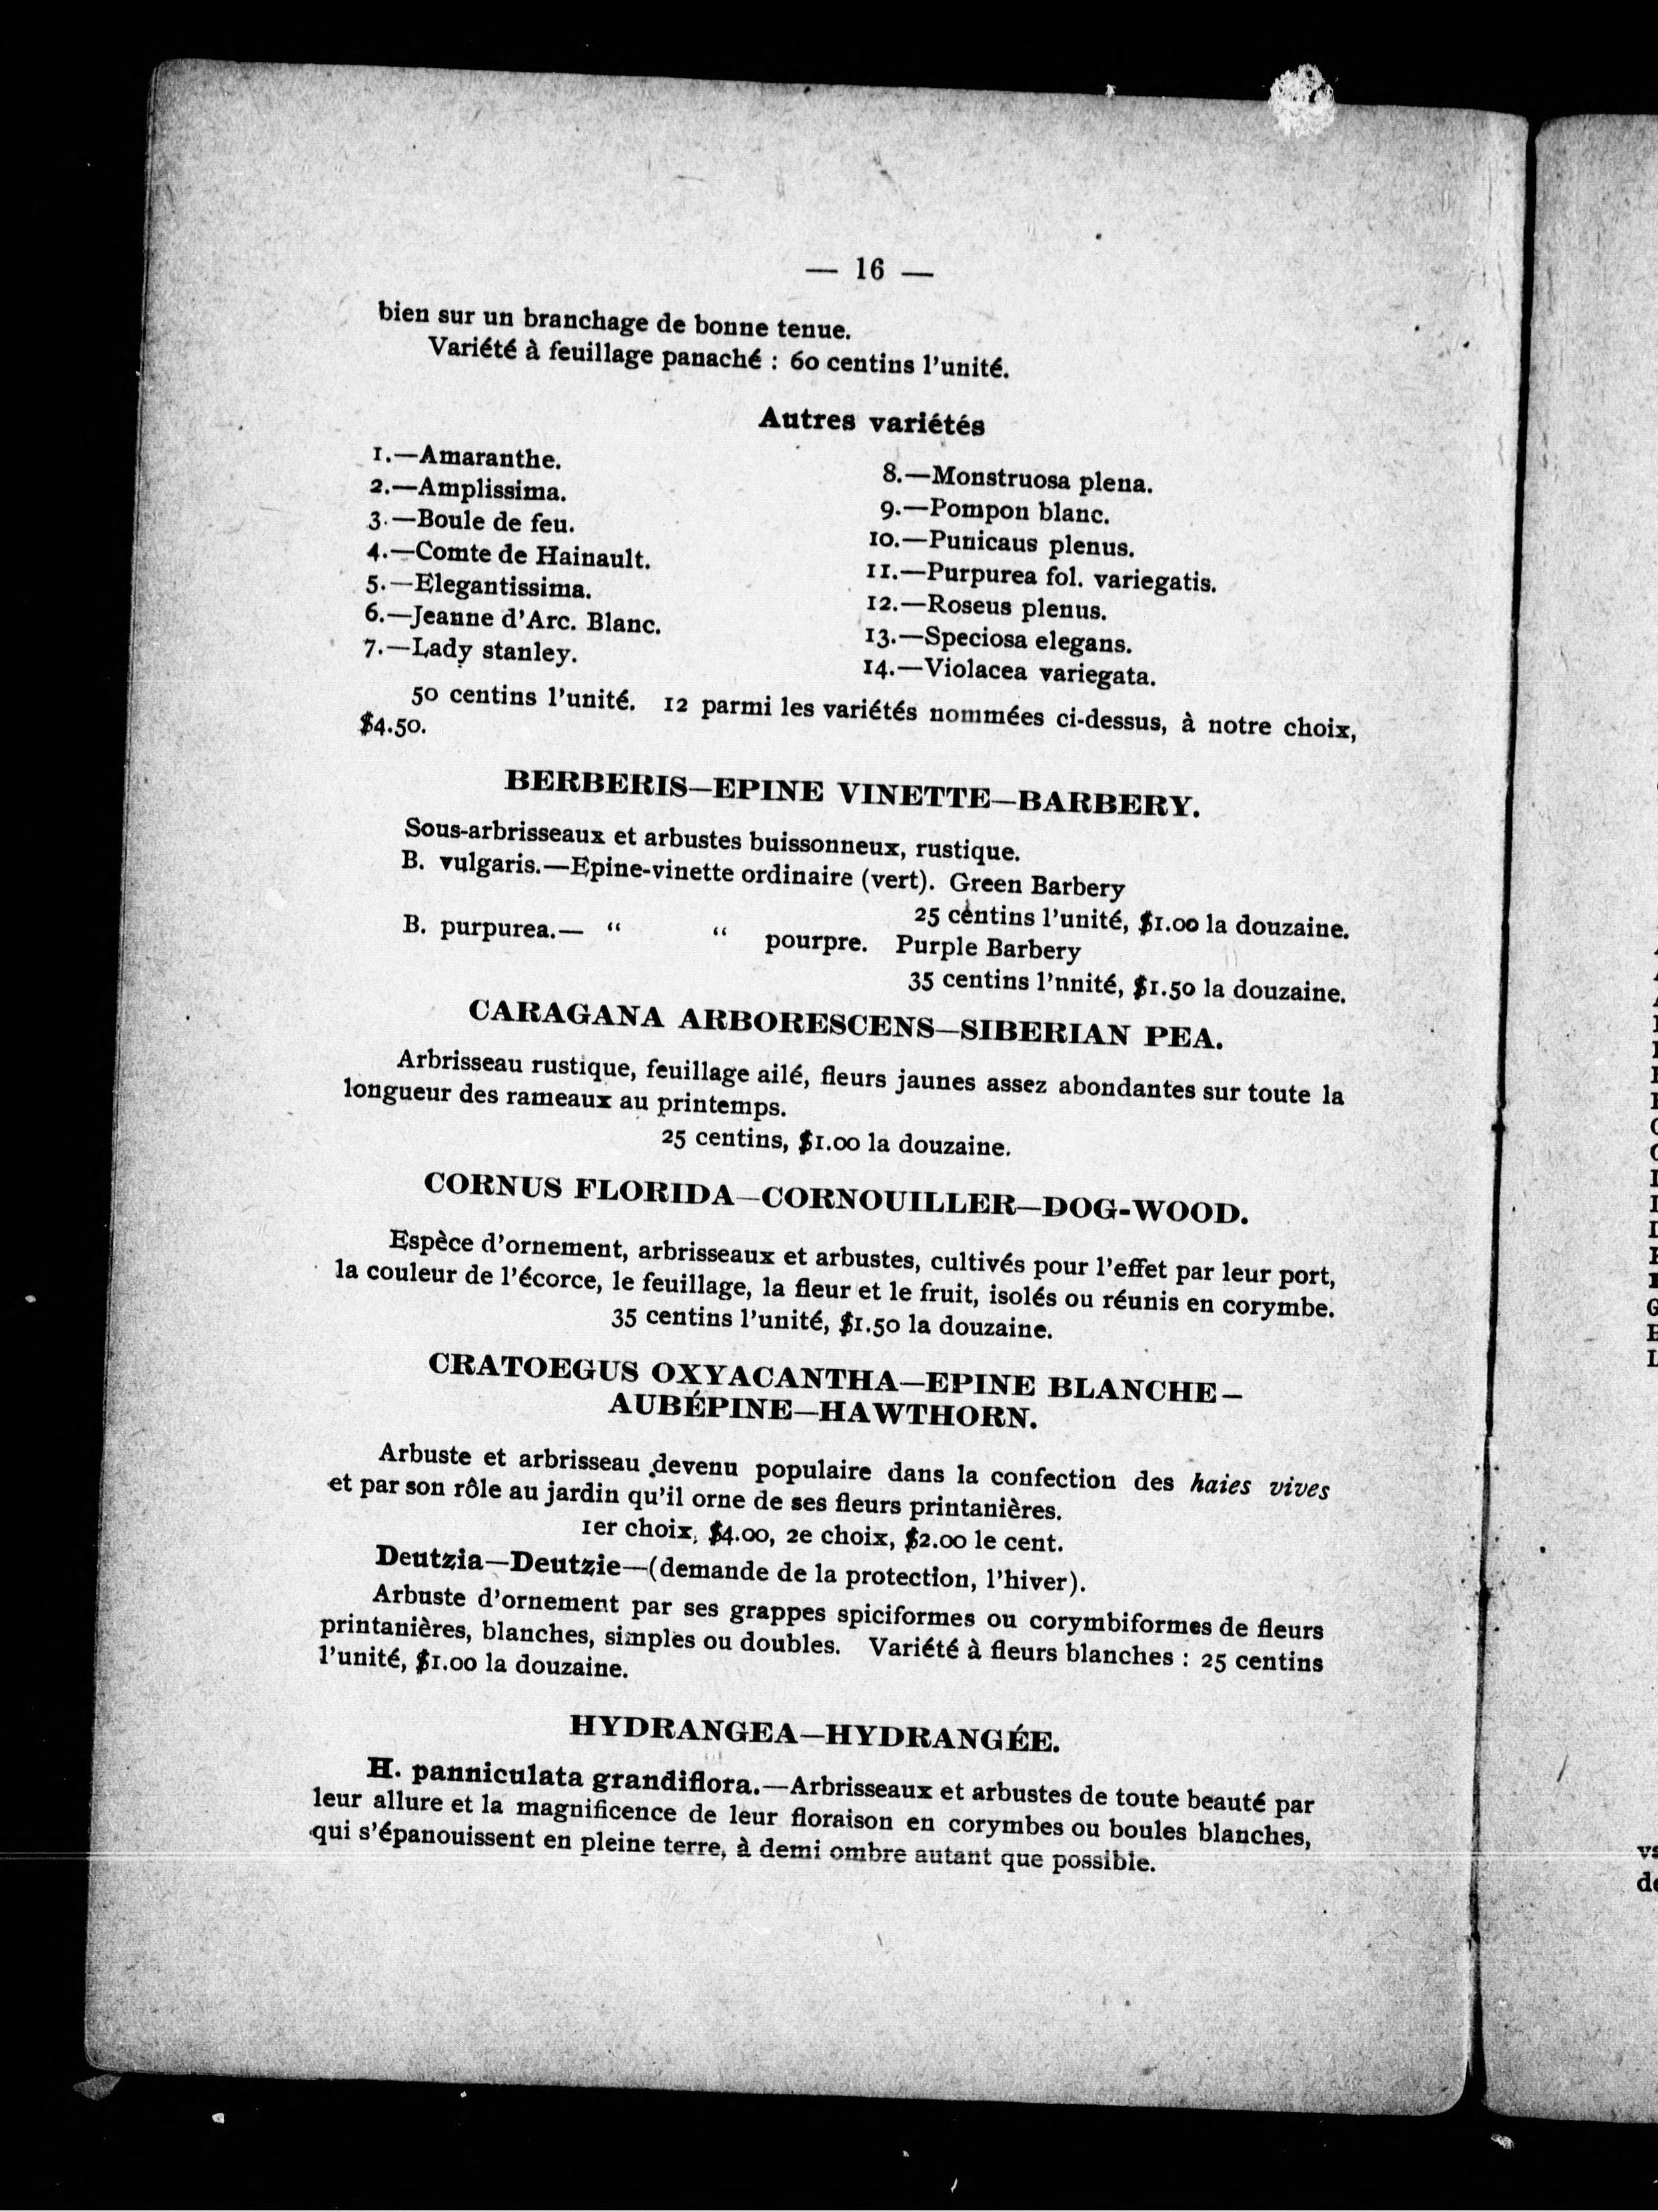 — 16 —
bien sur un branchage de bonne tenue.
Variété à feuillage panaché : 60 centins l'unité.
Autres variétés
1.—Amaranthe.
2.—Amplissima.
3.—Boule de feu.
4.—Comte de Hainault.
5.—Elegantissima.
6.—Jeanne d'Arc. Blanc.
7.—Lady stanley.
8.—Monstruosa plena.
9.—Pompon blanc.
10.—Punicaus plenus.
11.—Purpurea fol. variegatis.
12.—Roseus plenus.
13.—Speciosa elegans.
14.—Violacea variegata.
50 centins l'unité. 12 parmi les variétés nommées ci-dessus, à notre choix,
$4.50.
BERBERIS—EPINE VINETTE—BARBERY.
Sous-arbrisseaux et arbustes buissonneux, rustique.
B. vulgaris.—Epine-vinette ordinaire (vert). Green Barbery
25 centins l'unité, $1.00 la douzaine.
B. purpurea.— “ “ pourpre. Purple Barbery
35 centins l'nnité, $1.50 la douzaine.
CARAGANA ARBORESCENS—SIBERIAN PEA.
Arbrisseau rustique, feuillage ailé, fleurs jaunes assez abondantes sur toute la
longueur des rameaux au printemps.
25 centins, $1.00 la douzaine.
CORNUS FLORIDA—CORNOUILLER—DOG-WOOD.
Espèce d'ornement, arbrisseaux et arbustes, cultivés pour l'effet par leur port,
la couleur de l'écorce, le feuillage, la fleur et le fruit, isolés ou réunis en corymbe.
35 centins l'unité, $1.50 la douzaine.
CRATOEGUS OXYACANTHA—EPINE BLANCHE—
AUBÉPINE—HAWTHORN.
Arbuste et arbrisseau devenu populaire dans la confection des haies vives
et par son rôle au jardin qu'il orne de ses fleurs printanières.
1er choix, $4.00, 2e choix, $2.00 le cent.
Deutzia—Deutzie—(demande de la protection, l'hiver).
Arbuste d'ornement par ses grappes spiciformes ou corymbiformes de fleurs
printanières, blanches, simples ou doubles. Variété à fleurs blanches : 25 centins
l'unité, $1.00 la douzaine.
HYDRANGEA—HYDRANGÉE.
H. panniculata grandiflora.—Arbrisseaux et arbustes de toute beauté par
leur allure et la magnificence de leur floraison en corymbes ou boules blanches,
qui s'épanouissent en pleine terre, à demi ombre autant que possible.